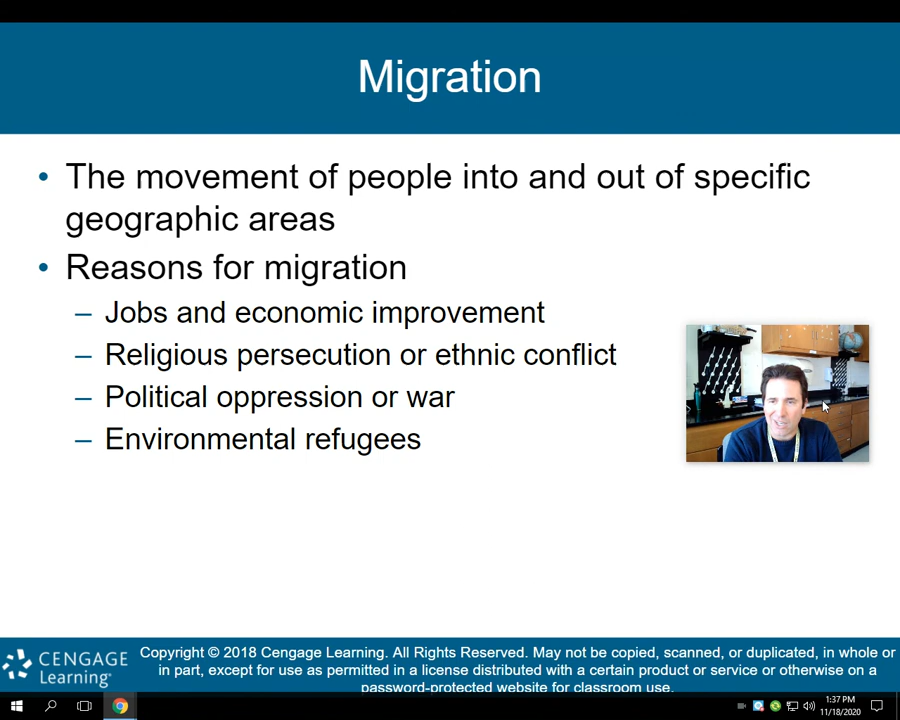 Migration
• The movement of people into and out of specific
geographic areas
• Reasons for migration
– Jobs and economic improvement
– Religious persecution or ethnic conflict
– Political oppression or war
– Environmental refugees
CENGAGE
Learning™
Copyright © 2018 Cengage Learning. All Rights Reserved. May not be copied, scanned, or duplicated, in whole or
in part, except for use as permitted in a license distributed with a certain product or service or otherwise on a
password-protected website for classroom use.
1:37 PM
11/18/2020